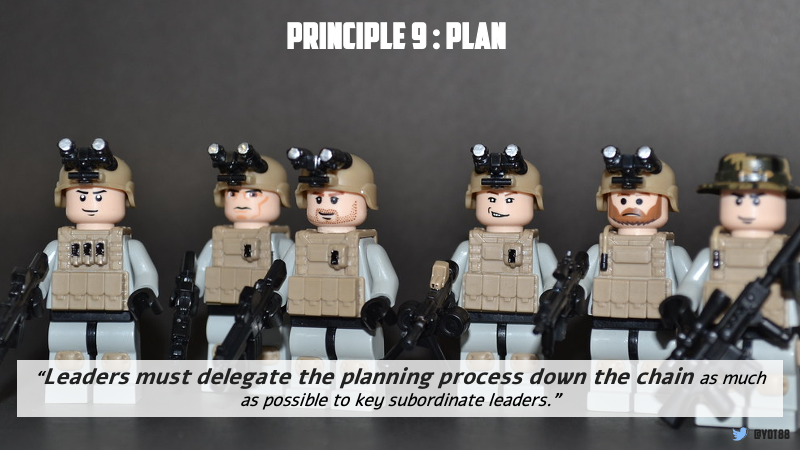 PRINCIPLE 9 : PLAN
“Leaders must delegate the planning process down the chain as much
as possible to key subordinate leaders.”
@YOT88